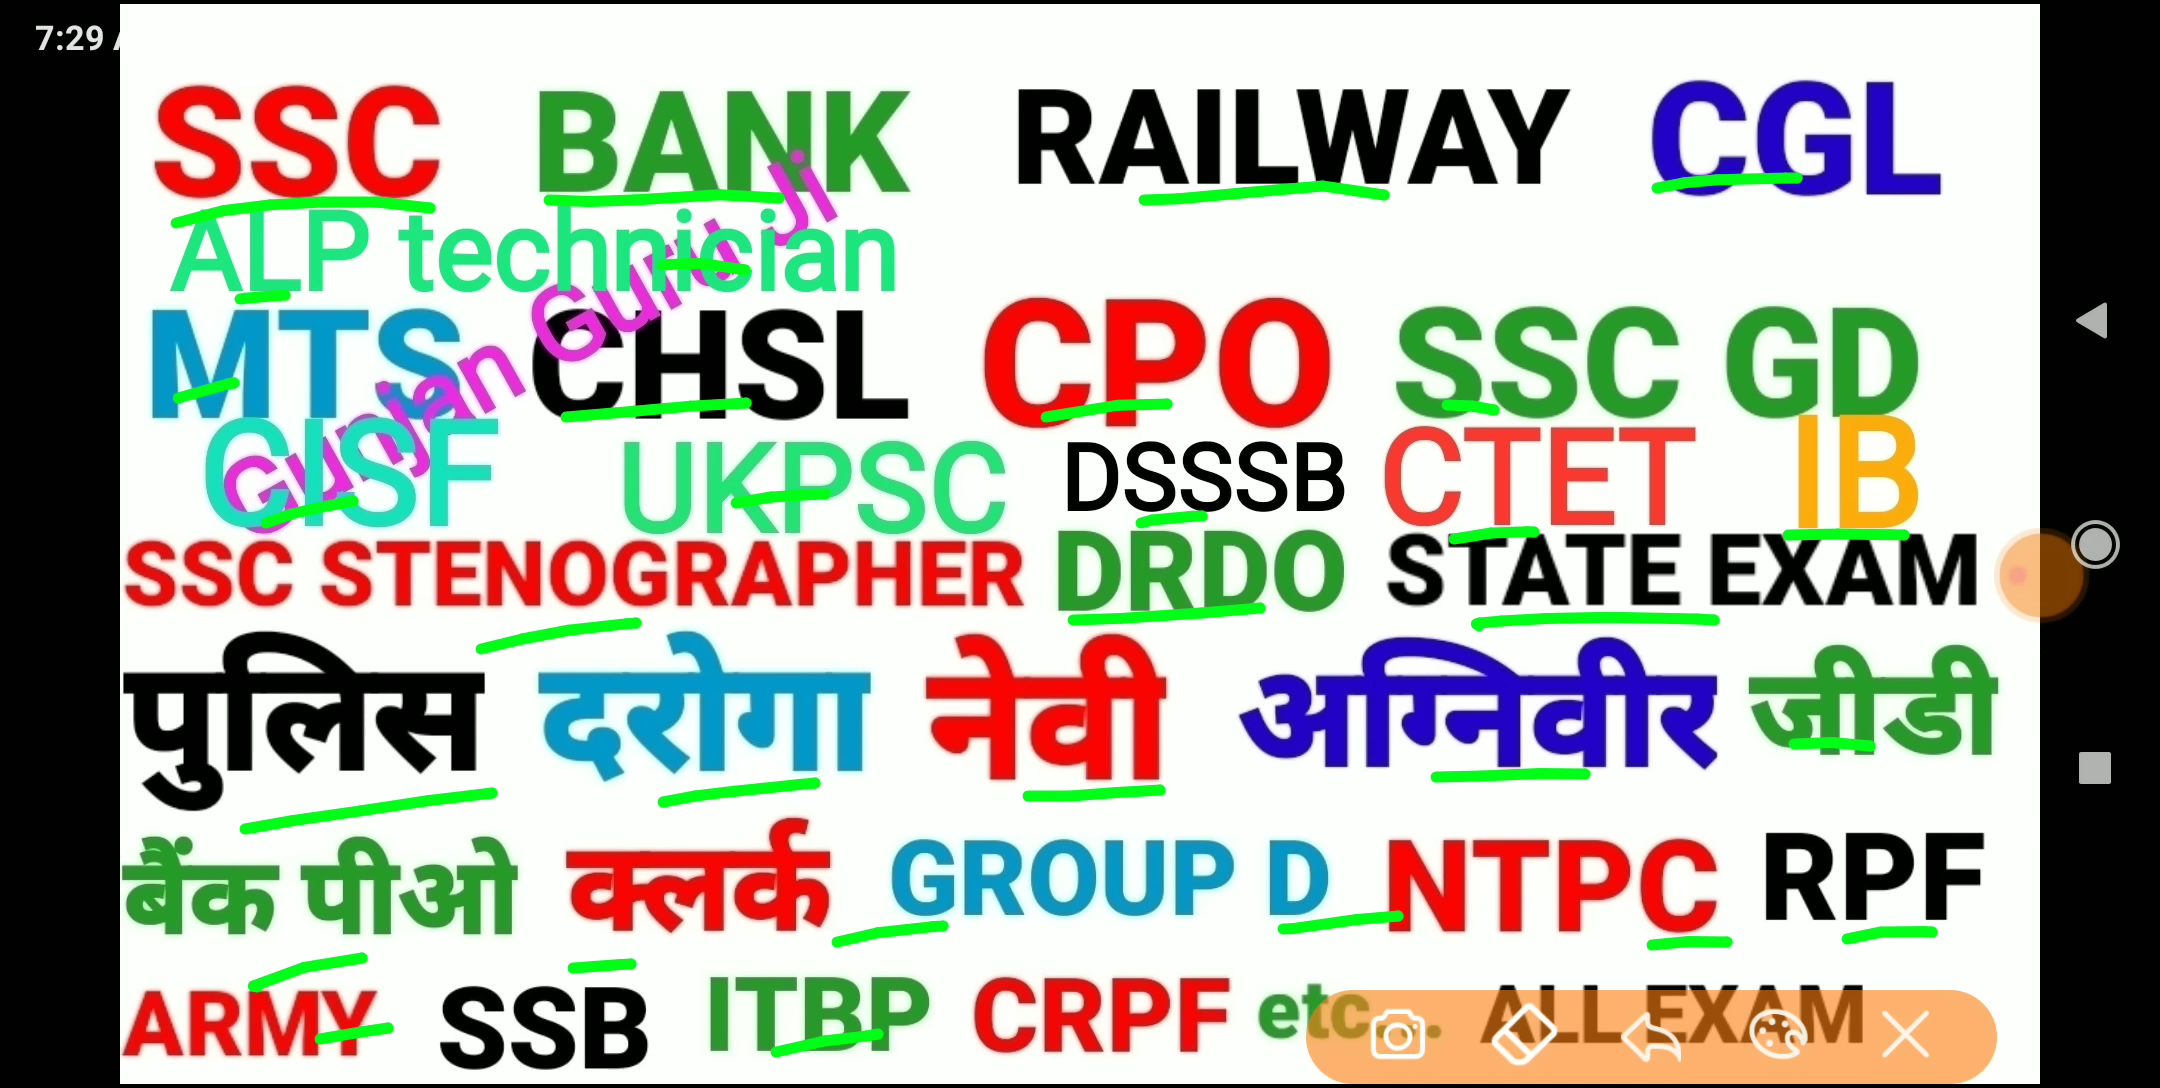 7:29
SSC BANK RAILWAY CGL
ALP technician
Gunjan Guru Ji
MTS CHSL CPO SSC GD
CISF UKPSC DSSSB CTET IB
SSC STENOGRAPHER DRDO STATE EXAM
पुलिस दरोगा नेवी अग्निवीर जीडी
बैंक पीओ क्लर्क GROUP D NTPC RPF
ARMY SSB ITBP CRPF etc... ALL EXAM